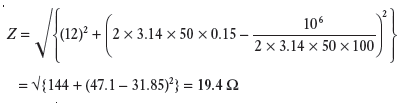 Z = √{(12)² + (2 × 3.14 × 50 × 0.15 − 10⁶ / (2 × 3.14 × 50 × 100))²}
= √{144 + (47.1 − 31.85)²} = 19.4 Ω